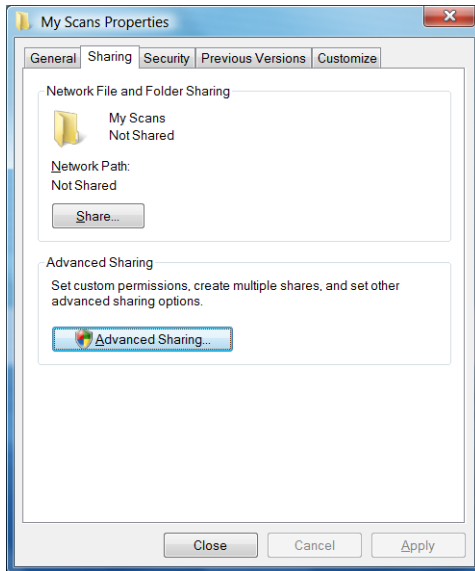 My Scans Properties
General Sharing Security Previous Versions Customize
Network File and Folder Sharing
My Scans
Not Shared
Network Path:
Not Shared
Share...
Advanced Sharing
Set custom permissions, create multiple shares, and set other
advanced sharing options.
Advanced Sharing...
Close Cancel Apply